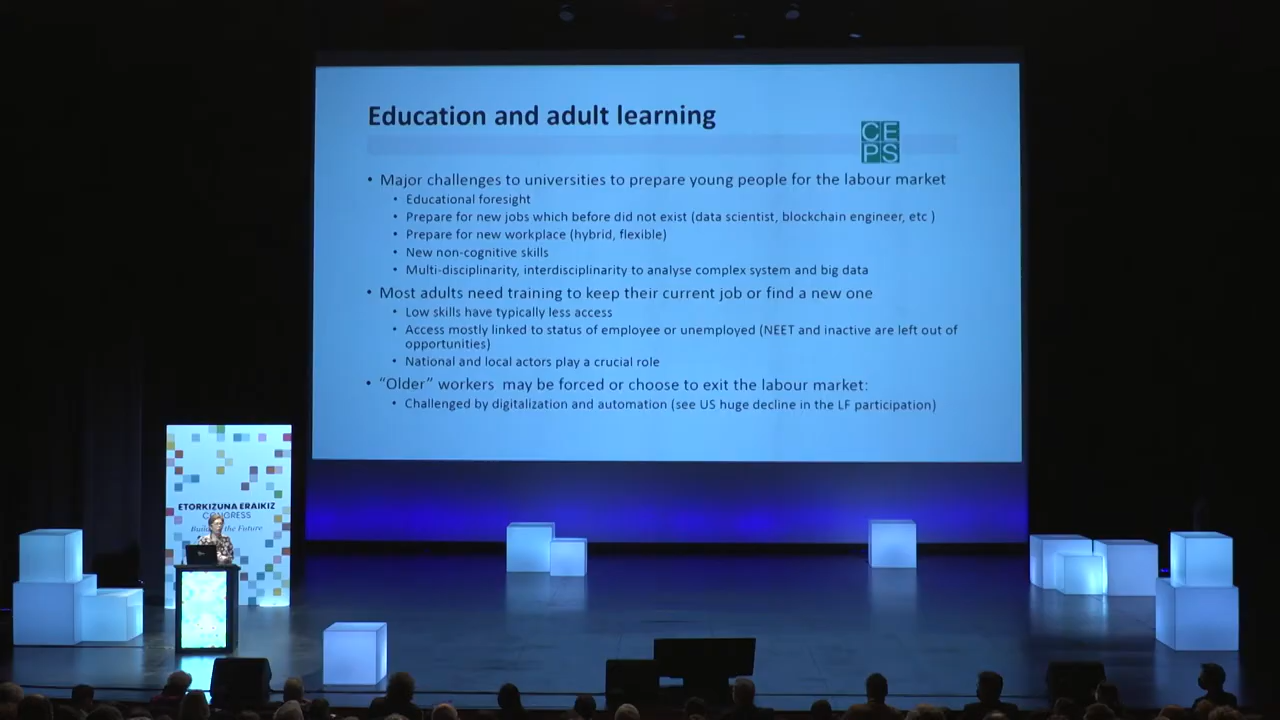 Education and adult learning
CE
PS
• Major challenges to universities to prepare young people for the labour market
• Educational foresight
• Prepare for new jobs which before did not exist (data scientist, blockchain engineer, etc )
• Prepare for new workplace (hybrid, flexible)
• New non-cognitive skills
• Multi-disciplinarity, interdisciplinarity to analyse complex system and big data
• Most adults need training to keep their current job or find a new one
• Low skills have typically less access
• Access mostly linked to status of employee or unemployed (NEET and inactive are left out of
opportunities)
• National and local actors play a crucial role
• “Older” workers may be forced or choose to exit the labour market:
• Challenged by digitalization and automation (see US huge decline in the LF participation)
ETORKIZUNA ERAIKIZ
CONGRESS
the Future